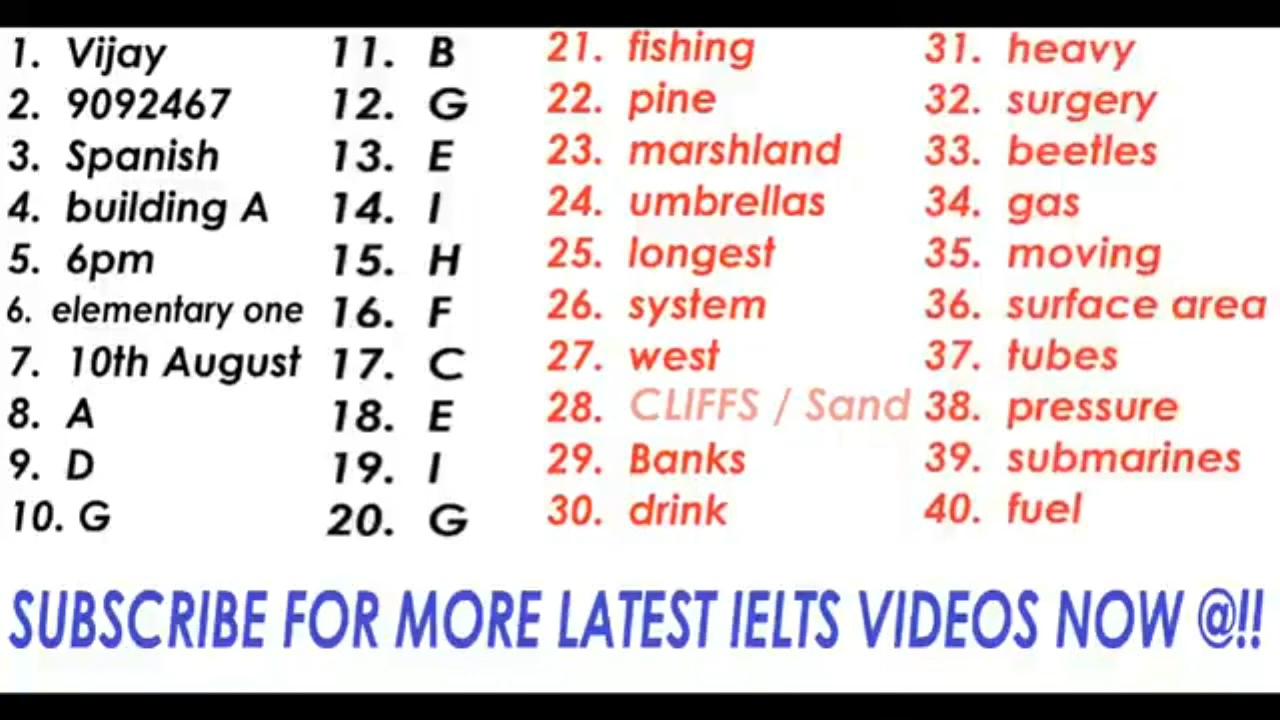 1. Vijay
2. 9092467
3. Spanish
4. building A
5. 6pm
6. elementary one
7. 10th August
8. A
9. D
10. G
11. B
12. G
13. E
14. I
15. H
16. F
17. C
18. E
19. I
20. G
21. fishing
22. pine
23. marshland
24. umbrellas
25. longest
26. system
27. west
28. CLIFFS / Sand
29. Banks
30. drink
31. heavy
32. surgery
33. beetles
34. gas
35. moving
36. surface area
37. tubes
38. pressure
39. submarines
40. fuel
SUBSCRIBE FOR MORE LATEST IELTS VIDEOS NOW @!!